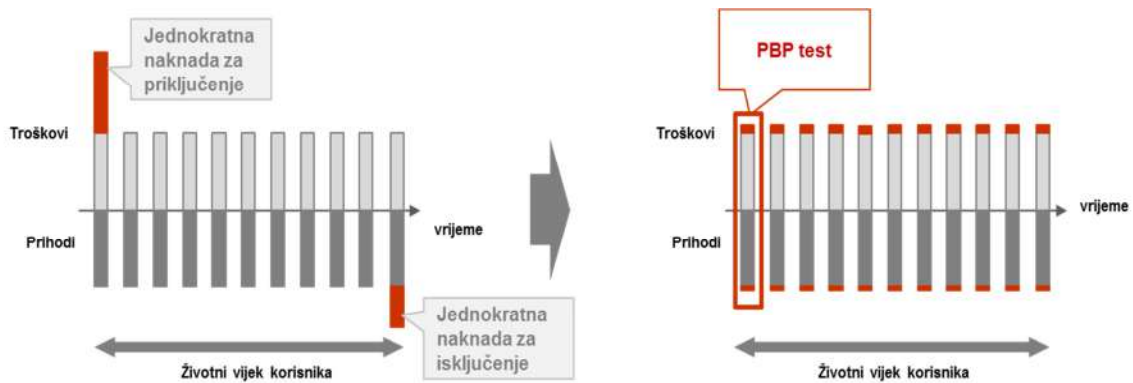 Jednokratna
naknada za
priključenje
Troškovi
Prihodi
vrijeme
Jednokratna
naknada za
isključenje
Životni vijek korisnika
PBP test
Troškovi
Prihodi
vrijeme
Životni vijek korisnika